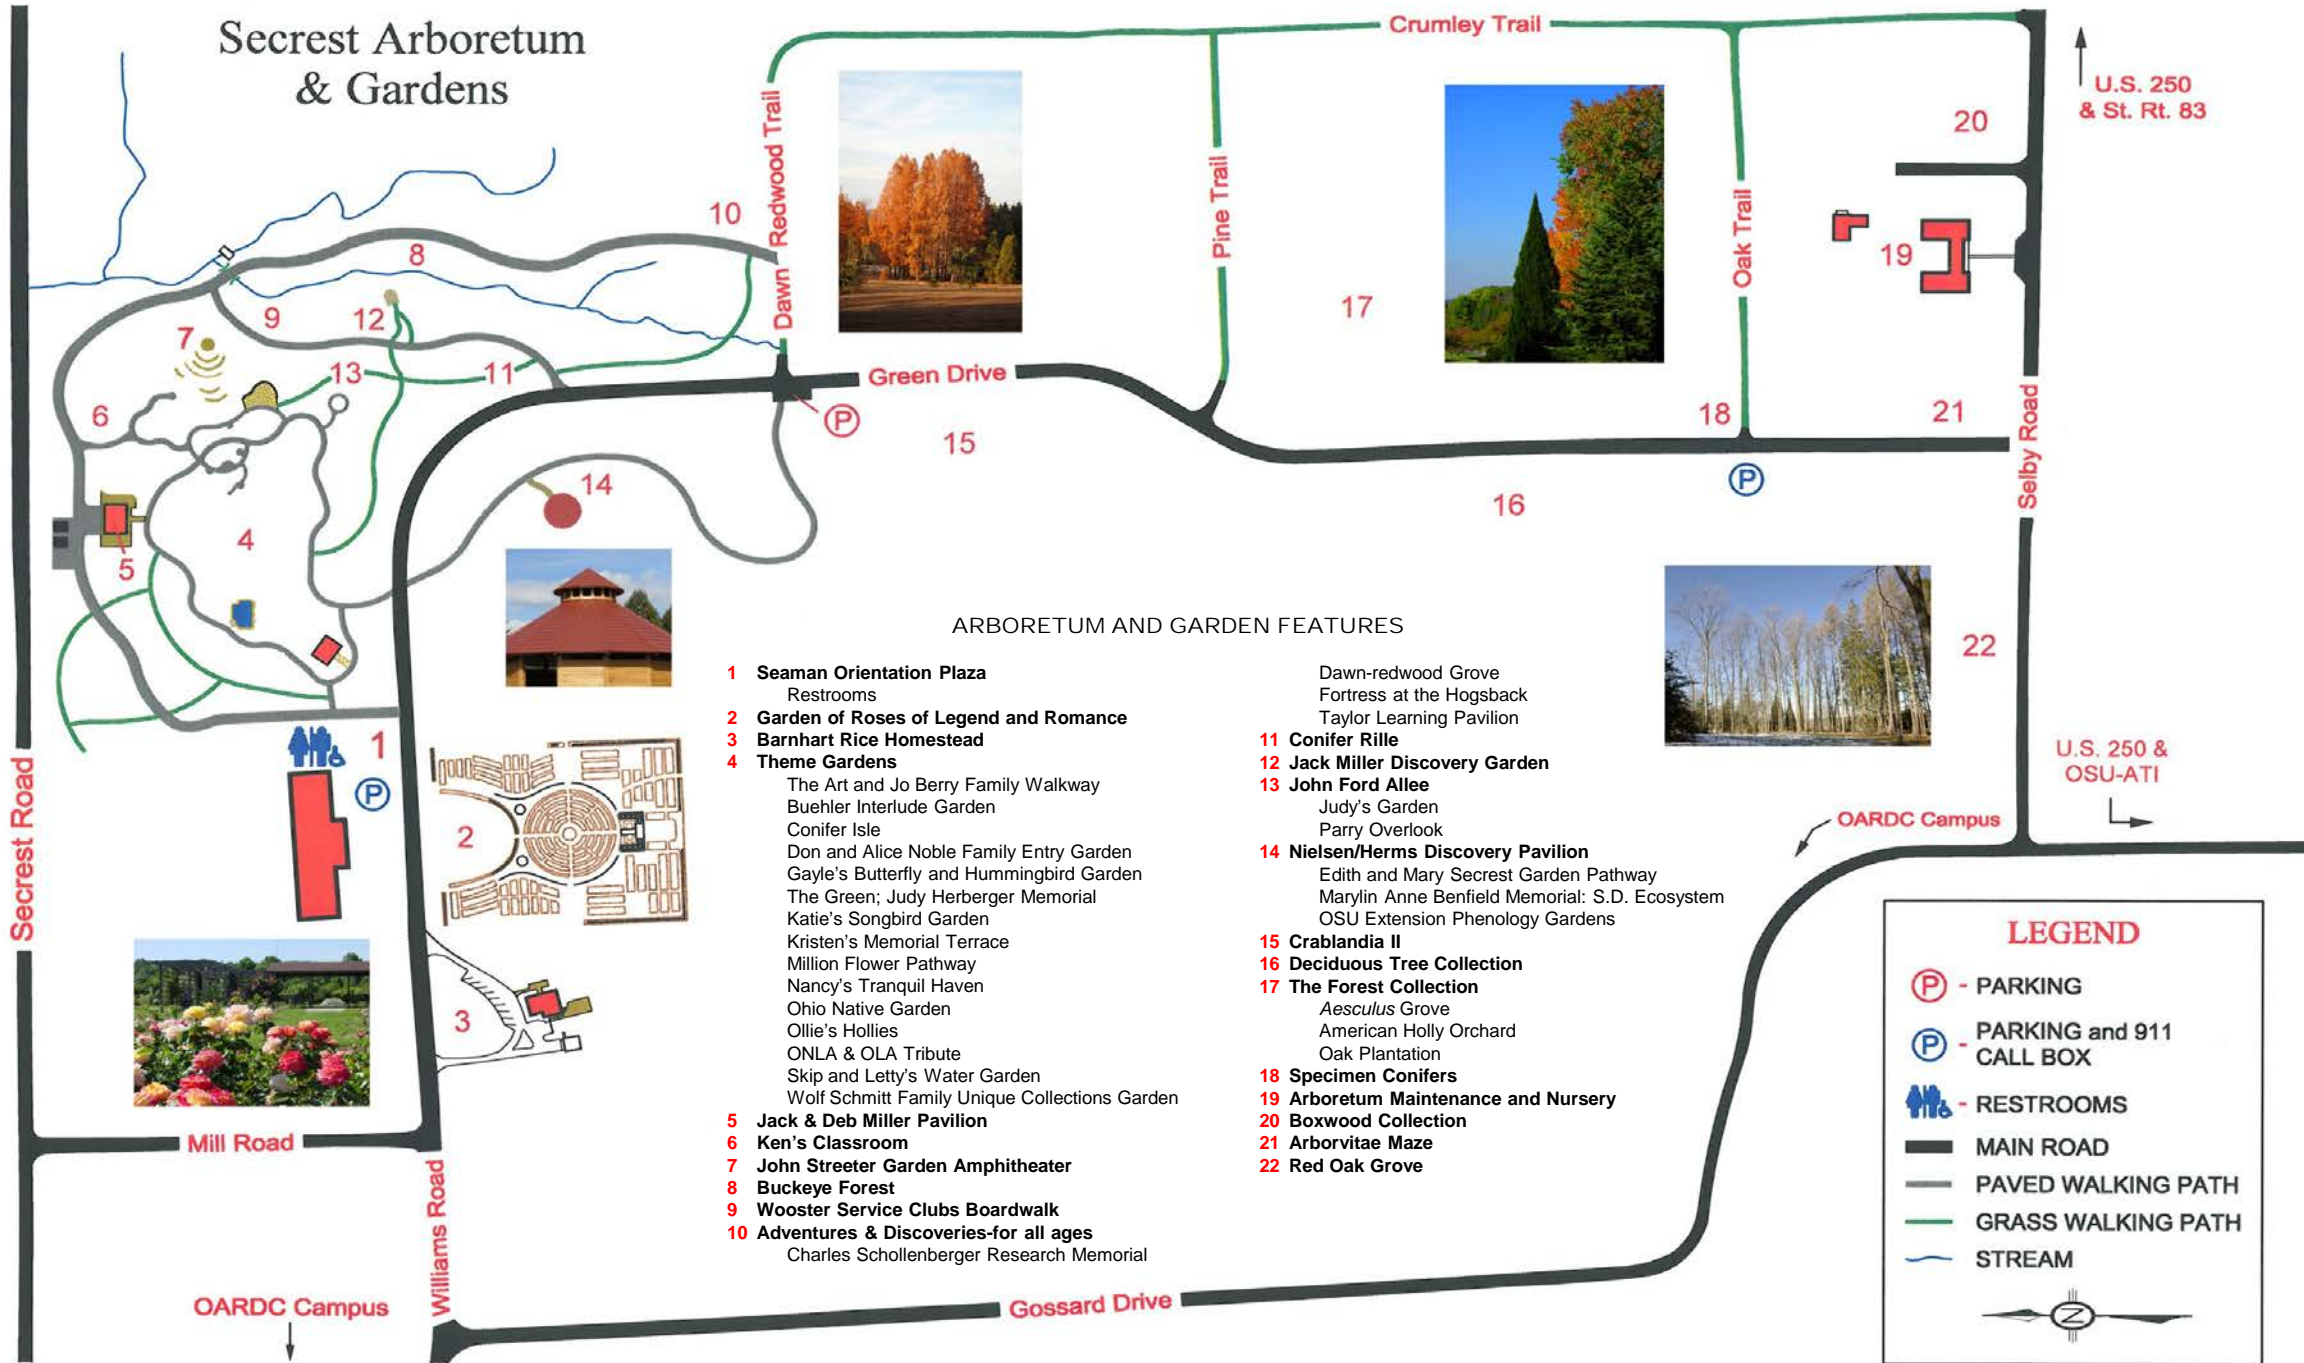 Secrest Arboretum
& Gardens
Crumley Trail
U.S. 250
& St. Rt. 83
Dawn Redwood Trail
Pine Trail
Oak Trail
20
10
8
19
17
9
12
7
13
11
Green Drive
6
P
15
18
21
Selby Road
14
16
P
4
5
22
ARBORETUM AND GARDEN FEATURES
1 Seaman Orientation Plaza
Restrooms
2 Garden of Roses of Legend and Romance
3 Barnhart Rice Homestead
4 Theme Gardens
The Art and Jo Berry Family Walkway
Buehler Interlude Garden
Conifer Isle
Don and Alice Noble Family Entry Garden
Gayle's Butterfly and Hummingbird Garden
The Green; Judy Herberger Memorial
Katie's Songbird Garden
Kristen's Memorial Terrace
Million Flower Pathway
Nancy's Tranquil Haven
Ohio Native Garden
Ollie's Hollies
ONLA & OLA Tribute
Skip and Letty's Water Garden
Wolf Schmitt Family Unique Collections Garden
5 Jack & Deb Miller Pavilion
6 Ken's Classroom
7 John Streeter Garden Amphitheater
8 Buckeye Forest
9 Wooster Service Clubs Boardwalk
10 Adventures & Discoveries-for all ages
Charles Schollenberger Research Memorial
Dawn-redwood Grove
Fortress at the Hogsback
Taylor Learning Pavilion
11 Conifer Rille
12 Jack Miller Discovery Garden
13 John Ford Allee
Judy's Garden
Parry Overlook
14 Nielsen/Herms Discovery Pavilion
Edith and Mary Secrest Garden Pathway
Marylin Anne Benfield Memorial: S.D. Ecosystem
OSU Extension Phenology Gardens
15 Crablandia II
16 Deciduous Tree Collection
17 The Forest Collection
Aesculus Grove
American Holly Orchard
Oak Plantation
18 Specimen Conifers
19 Arboretum Maintenance and Nursery
20 Boxwood Collection
21 Arborvitae Maze
22 Red Oak Grove
1
P
2
3
Secrest Road
Mill Road
Williams Road
OARDC Campus
Gossard Drive
U.S. 250 &
OSU-ATI
OARDC Campus
LEGEND
P - PARKING
P - PARKING and 911
CALL BOX
- RESTROOMS
MAIN ROAD
PAVED WALKING PATH
GRASS WALKING PATH
STREAM
N